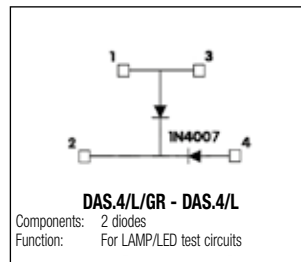 1 3
1N4007
2 4
DAS.4/L/GR - DAS.4/L
Components: 2 diodes
Function: For LAMP/LED test circuits